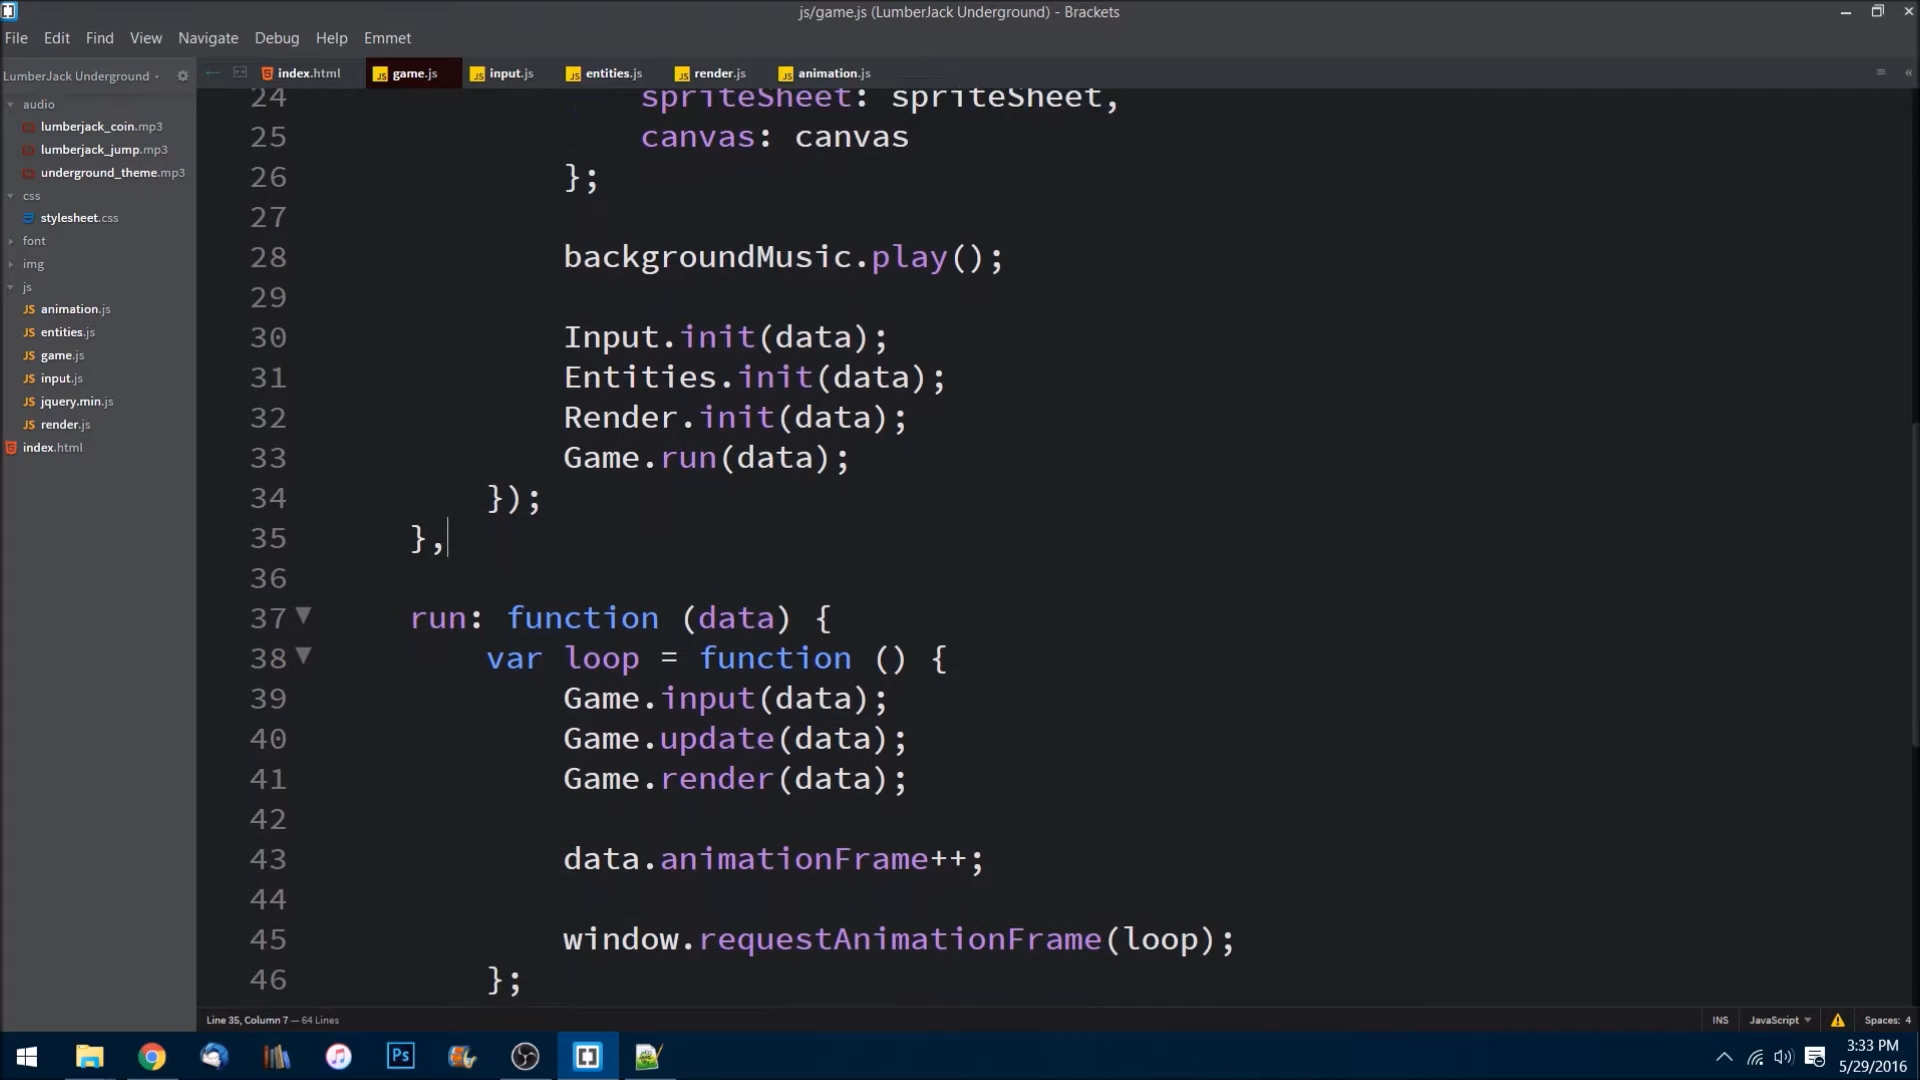 js/game.js (LumberJack Underground) - Brackets
File Edit Find View Navigate Debug Help Emmet
LumberJack Underground
index.html game.js input.js entities.js render.js animation.js
audio
lumberjack_coin.mp3
lumberjack_jump.mp3
underground_theme.mp3
css
stylesheet.css
font
img
js
JS animation.js
JS entities.js
JS game.js
JS input.js
JS jquery.min.js
JS render.js
index.html
24 spriteSheet: spriteSheet,
25 canvas: canvas
26 };
27
28 backgroundMusic.play();
29
30 Input.init(data);
31 Entities.init(data);
32 Render.init(data);
33 Game.run(data);
34 });
35 },
36
37 run: function (data) {
38 var loop = function () {
39 Game.input(data);
40 Game.update(data);
41 Game.render(data);
42
43 data.animationFrame++;
44
45 window.requestAnimationFrame(loop);
46 };
Line 35, Column 7 — 64 Lines
INS JavaScript Spaces: 4
Ps
3:33 PM
5/29/2016